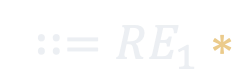 ::= RE₁ *